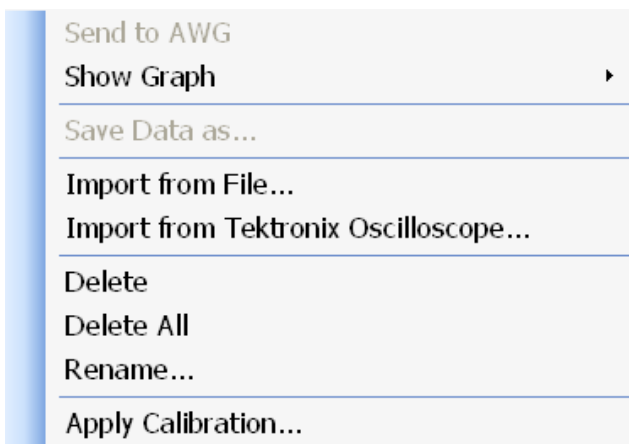 Send to AWG
Show Graph
Save Data as...
Import from File...
Import from Tektronix Oscilloscope...
Delete
Delete All
Rename...
Apply Calibration...